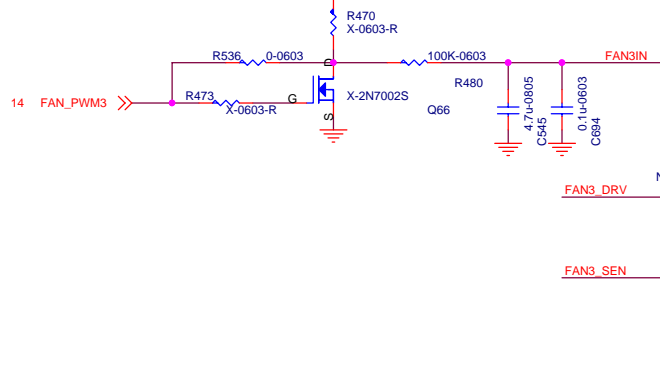 R470
X-0603-R
R536
0-0603
D
100K-0603
FAN3IN
R480
14
FAN_PWM3
R473
X-0603-R
G
X-2N7002S
Q66
S
4.7u-0805
C545
0.1u-0603
C694
N
FAN3_DRV
FAN3_SEN